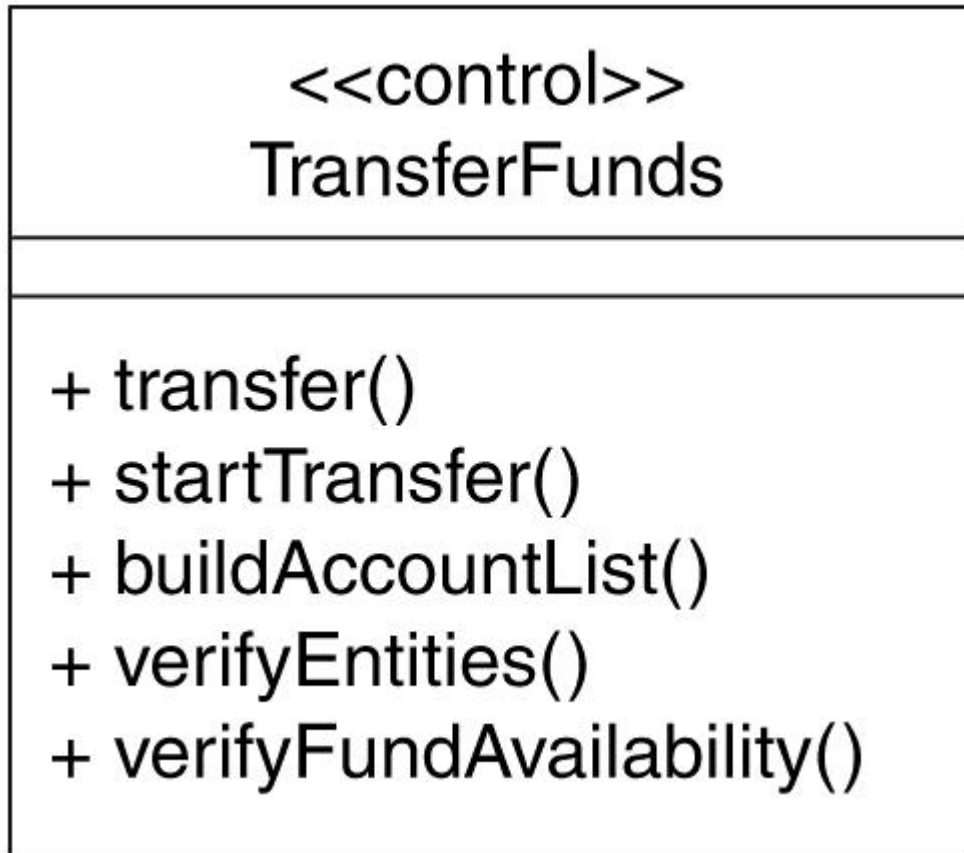 <<control>>
TransferFunds
+ transfer()
+ startTransfer()
+ buildAccountList()
+ verifyEntities()
+ verifyFundAvailability()